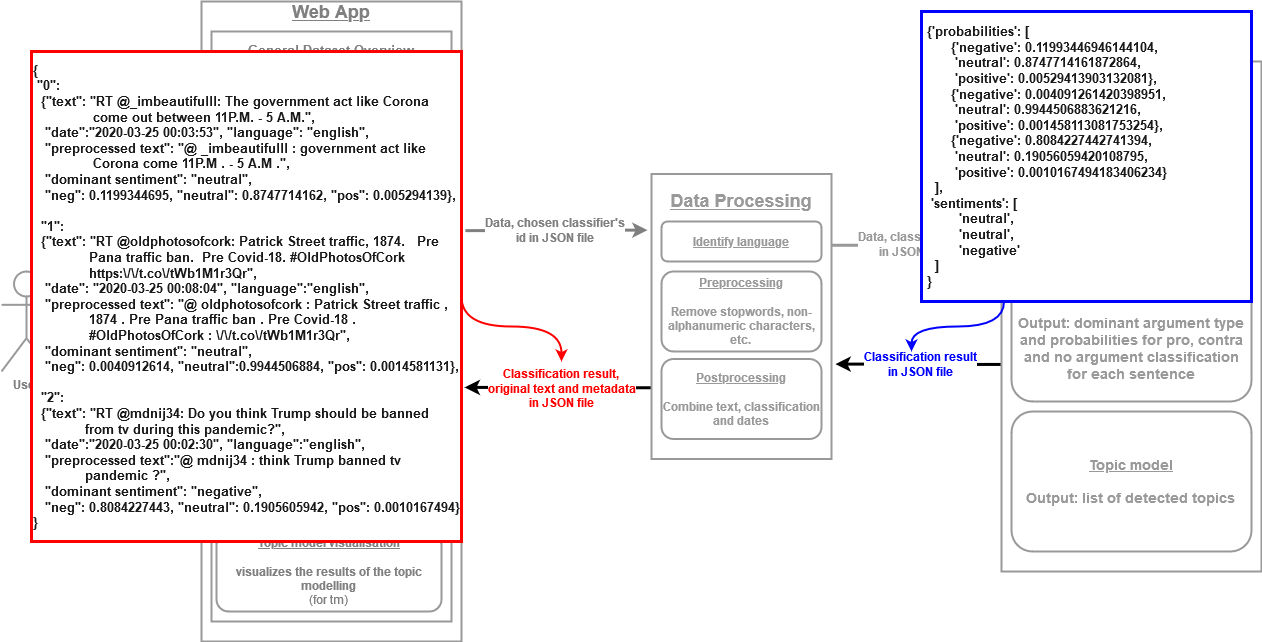 Web App
General Dataset Overview
{
"0":
{"text": "RT @_imbeautifulll: The government act like Corona
come out between 11P.M. - 5 A.M.",
"date":"2020-03-25 00:03:53", "language": "english",
"preprocessed text": "@ _imbeautifulll : government act like
Corona come 11P.M . - 5 A.M .",
"dominant sentiment": "neutral",
"neg": 0.1199344695, "neutral": 0.8747714162, "pos": 0.005294139},
"1":
{"text": "RT @oldphotosofcork: Patrick Street traffic, 1874.   Pre
Pana traffic ban.  Pre Covid-18. #OldPhotosOfCork
https:\/\/t.co\/tWb1M1r3Qr",
"date": "2020-03-25 00:08:04", "language":"english",
"preprocessed text": "@ oldphotosofcork : Patrick Street traffic ,
1874 . Pre Pana traffic ban . Pre Covid-18 .
#OldPhotosOfCork : \/\/t.co\/tWb1M1r3Qr",
"dominant sentiment": "neutral",
"neg": 0.0040912614, "neutral":0.9944506884, "pos": 0.0014581131},
"2":
{"text": "RT @mdnij34: Do you think Trump should be banned
from tv during this pandemic?",
"date":"2020-03-25 00:02:30", "language":"english",
"preprocessed text":"@ mdnij34 : think Trump banned tv
pandemic ?",
"dominant sentiment": "negative",
"neg": 0.8084227443, "neutral": 0.1905605942, "pos": 0.0010167494}
}
Topic model visualisation
visualizes the results of the topic
modelling
(for tm)
Use
Data, chosen classifier's
id in JSON file
Classification result,
original text and metadata
in JSON file
Data Processing
Identify language
Preprocessing
Remove stopwords, non-
alphanumeric characters,
etc.
Postprocessing
Combine text, classification
and dates
Data, class
in JSON
Classification result
in JSON file
{'probabilities': [
{'negative': 0.11993446946144104,
'neutral': 0.8747714161872864,
'positive': 0.00529413903132081},
{'negative': 0.004091261420398951,
'neutral': 0.9944506883621216,
'positive': 0.001458113081753254},
{'negative': 0.8084227442741394,
'neutral': 0.19056059420108795,
'positive': 0.0010167494183406234}
],
'sentiments': [
'neutral',
'neutral',
'negative'
]
}
Output: dominant argument type
and probabilities for pro, contra
and no argument classification
for each sentence
Topic model
Output: list of detected topics